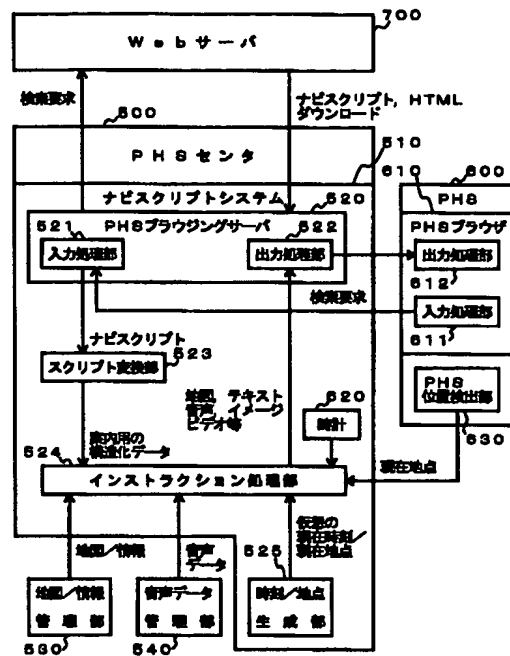 700
Webサーバ
検索要求
ナビスクリプト，HTML
ダウンロード
500
PHSセンタ
510
ナビスクリプトシステム
520
PHSブラウジングサーバ
521
入力処理部
522
出力処理部
610
600
PHS
PHSブラウザ
出力処理部
612
入力処理部
611
検索要求
ナビスクリプト
523
スクリプト変換部
地図，テキスト
音声，イメージ
ビデオ等
620
時計
PHS
位置検出部
630
現在地点
案内用の
構造化データ
524
インストラクション処理部
地図／情報
音声
データ
仮想の
現在時刻／
現在地点
525
地図／情報
管理部
530
音声データ
管理部
540
時刻／地点
生成部